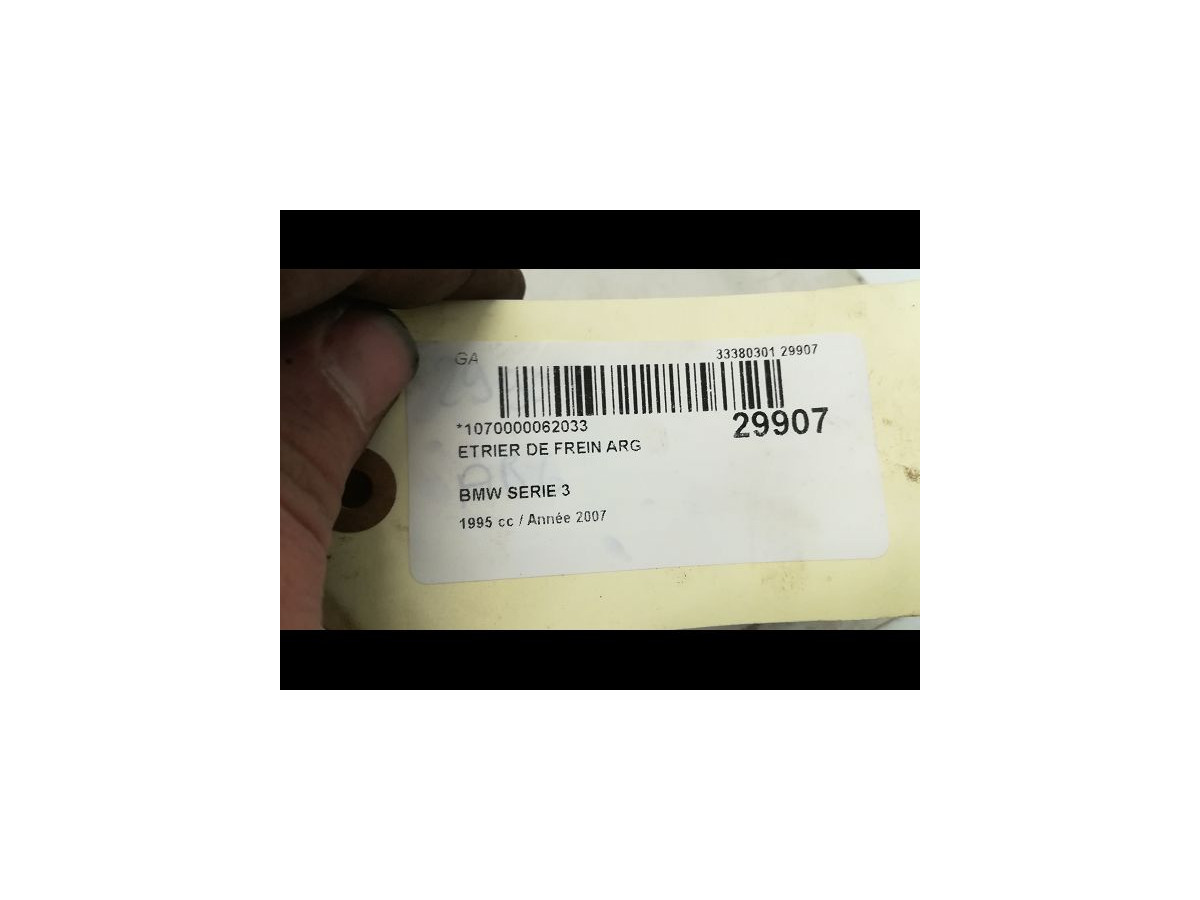 GA 33380301 29907
*1070000062033 29907
ETRIER DE FREIN ARG
BMW SERIE 3
1995 cc / Année 2007